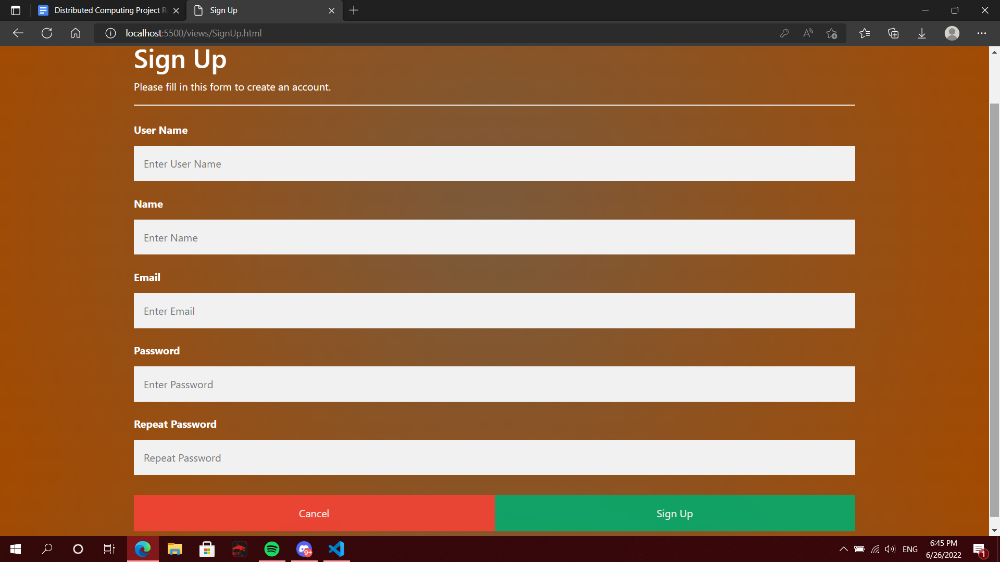 Distributed Computing Project R
Sign Up
localhost:5500/views/SignUp.html
Sign Up
Please fill in this form to create an account.
User Name
Enter User Name
Name
Enter Name
Email
Enter Email
Password
Enter Password
Repeat Password
Repeat Password
Cancel
Sign Up
9+
ENG
6:45 PM
6/26/2022
1